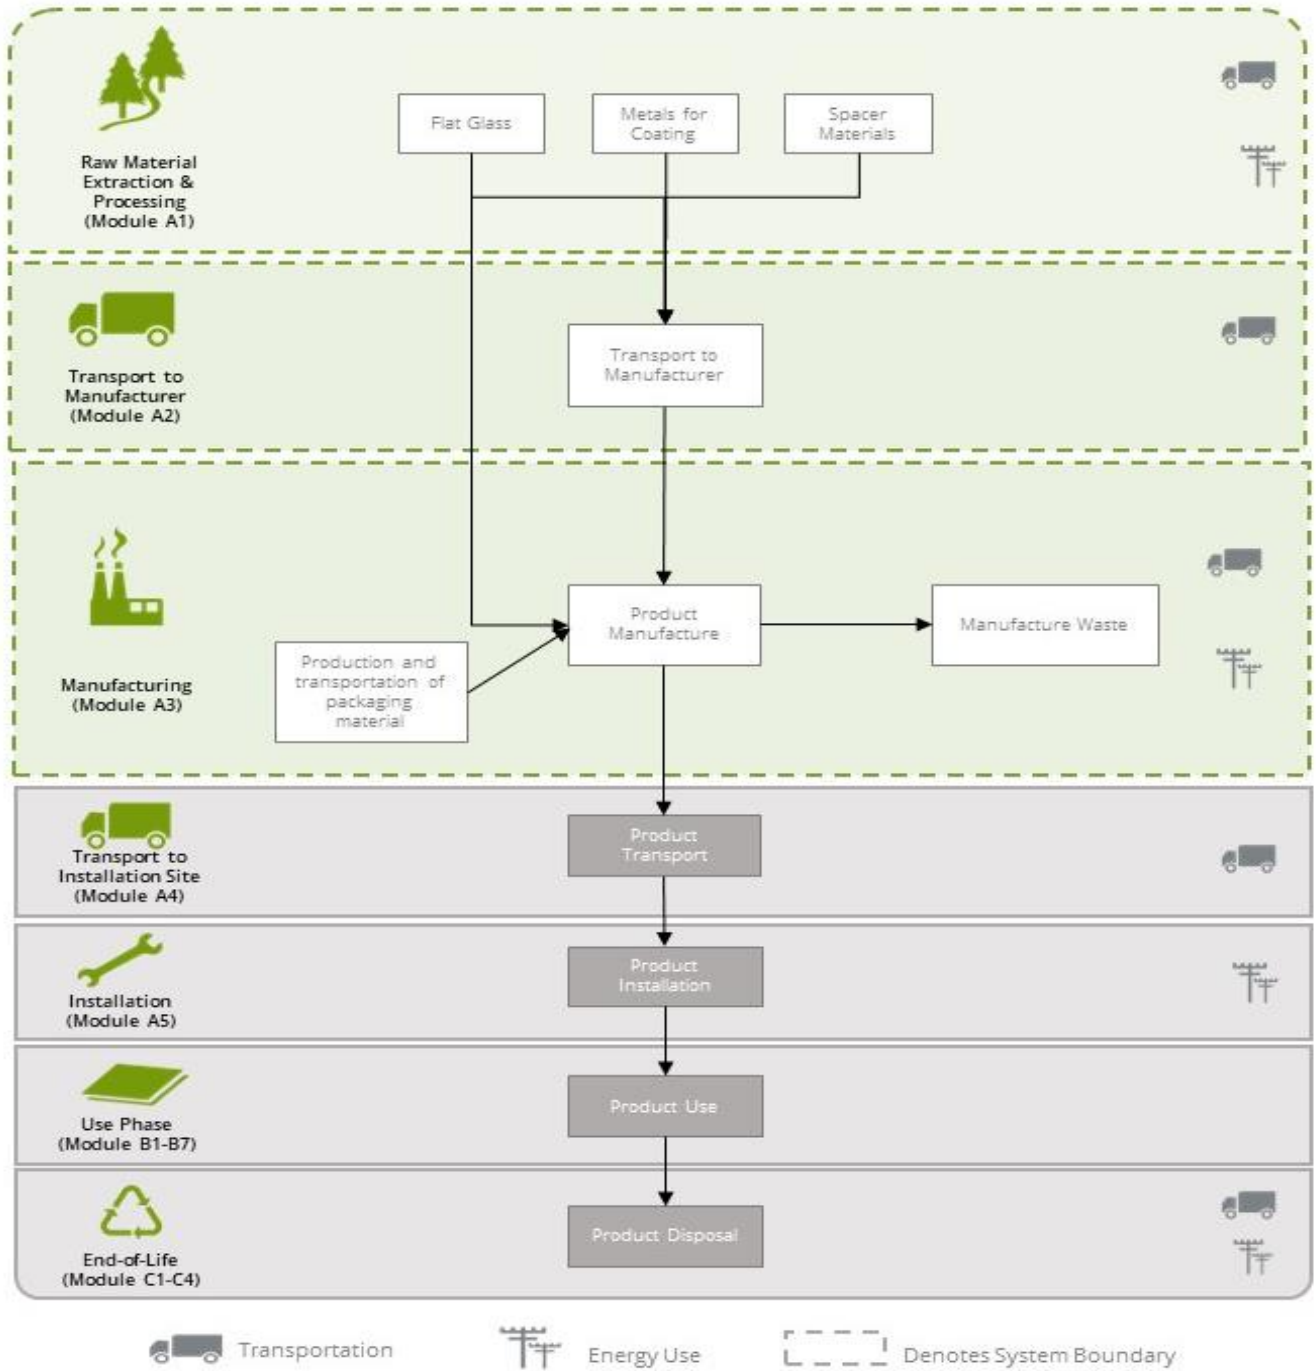 Flat Glass
Metals for
Coating
Spacer
Materials
Raw Material
Extraction &
Processing
(Module A1)
Transport to
Manufacturer
Transport to
Manufacturer
(Module A2)
Product
Manufacture
Manufacture Waste
Production and
transportation of
packaging
material
Manufacturing
(Module A3)
Product
Transport
Transport to
Installation Site
(Module A4)
Product
Installation
Installation
(Module A5)
Product Use
Use Phase
(Module B1-B7)
Product Disposal
End-of-Life
(Module C1-C4)
Transportation
Energy Use
Denotes System Boundary